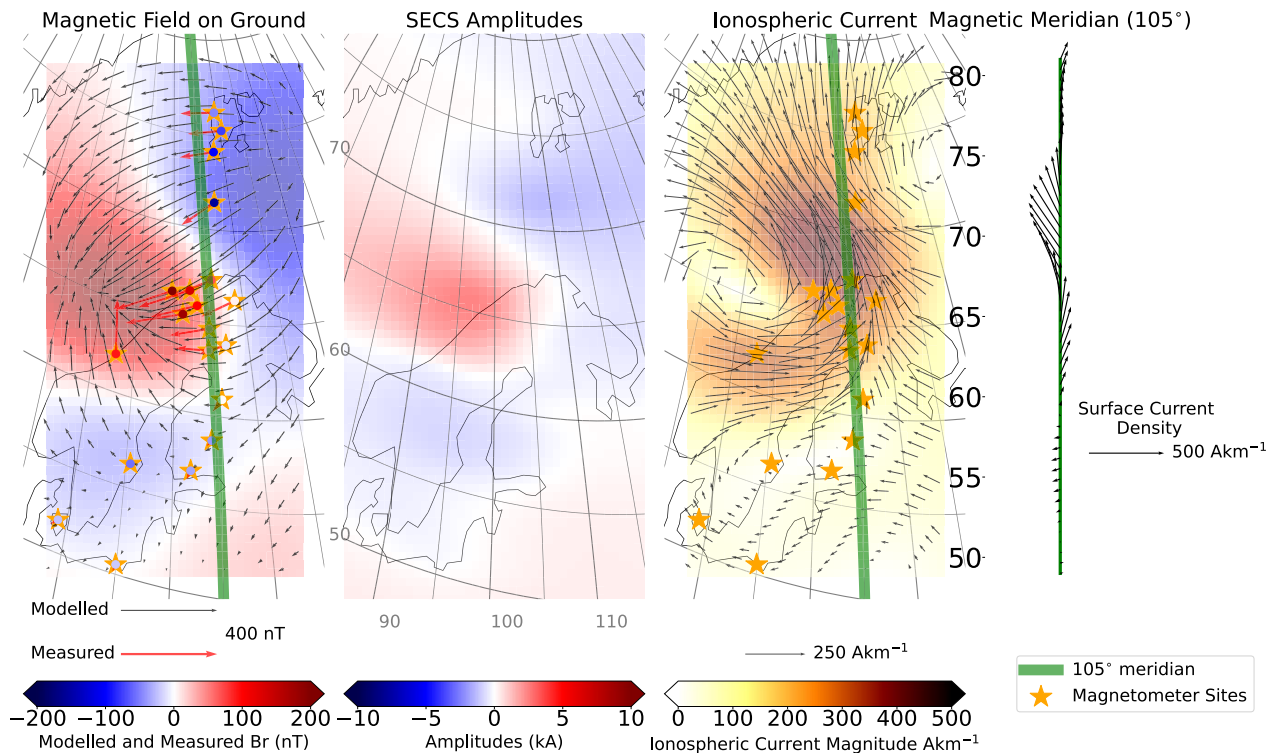 Magnetic Field on Ground
SECS Amplitudes
Ionospheric Current
Magnetic Meridian (105°)
70
60
50
90
100
110
80
75
70
65
60
55
50
Surface Current
Density
500 Akm⁻¹
Modelled
400 nT
Measured
250 Akm⁻¹
105° meridian
Magnetometer Sites
−200 −100 0 100 200
Modelled and Measured Br (nT)
−10 −5 0 5 10
Amplitudes (kA)
0 100 200 300 400 500
Ionospheric Current Magnitude Akm⁻¹